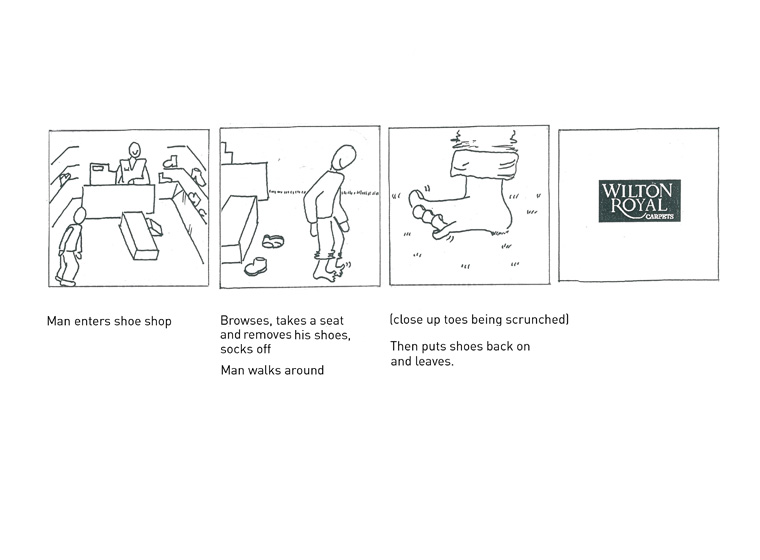 WILTON
ROYAL
CARPETS
Man enters shoe shop
Browses, takes a seat
and removes his shoes,
socks off
Man walks around
(close up toes being scrunched)
Then puts shoes back on
and leaves.